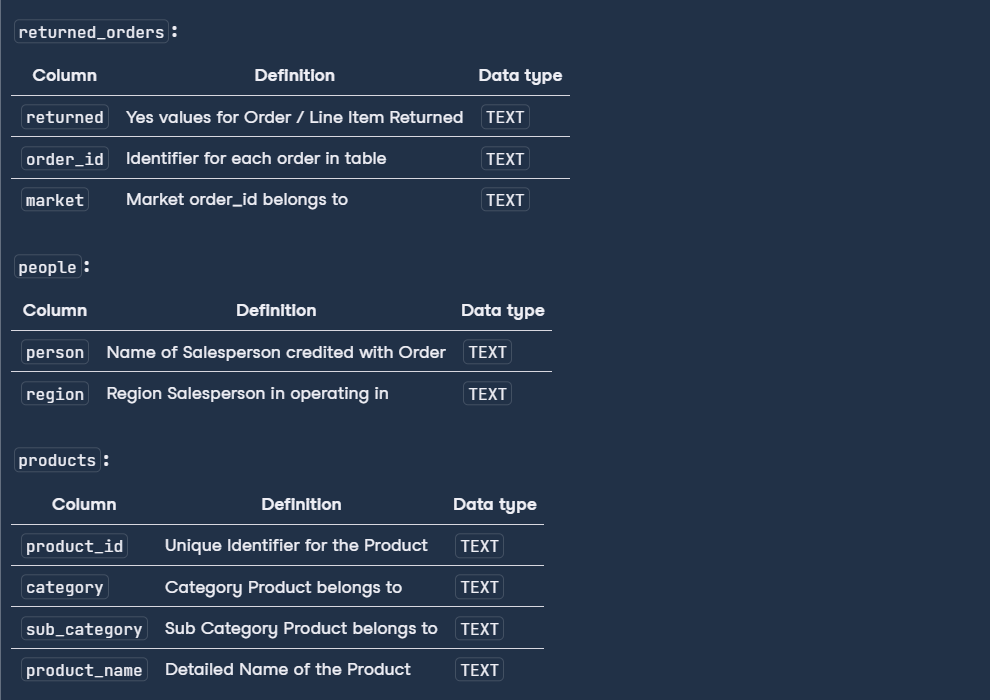 returned_orders:
Column Definition Data type
returned Yes values for Order / Line Item Returned TEXT
order_id Identifier for each order in table TEXT
market Market order_id belongs to TEXT
people:
Column Definition Data type
person Name of Salesperson credited with Order TEXT
region Region Salesperson in operating in TEXT
products:
Column Definition Data type
product_id Unique Identifier for the Product TEXT
category Category Product belongs to TEXT
sub_category Sub Category Product belongs to TEXT
product_name Detailed Name of the Product TEXT